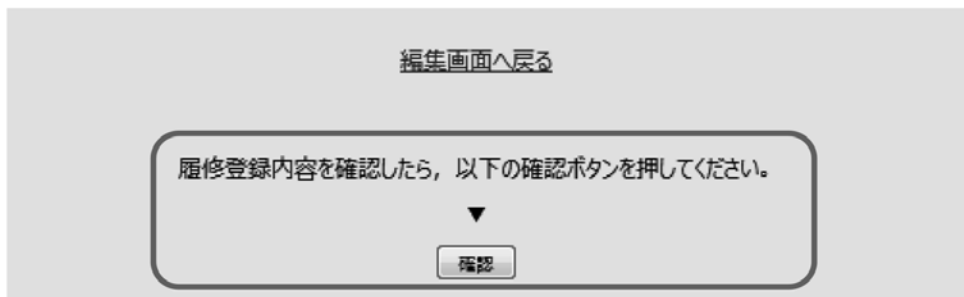 編集画面へ戻る
履修登録内容を確認したら，以下の確認ボタンを押してください。
▼
確認